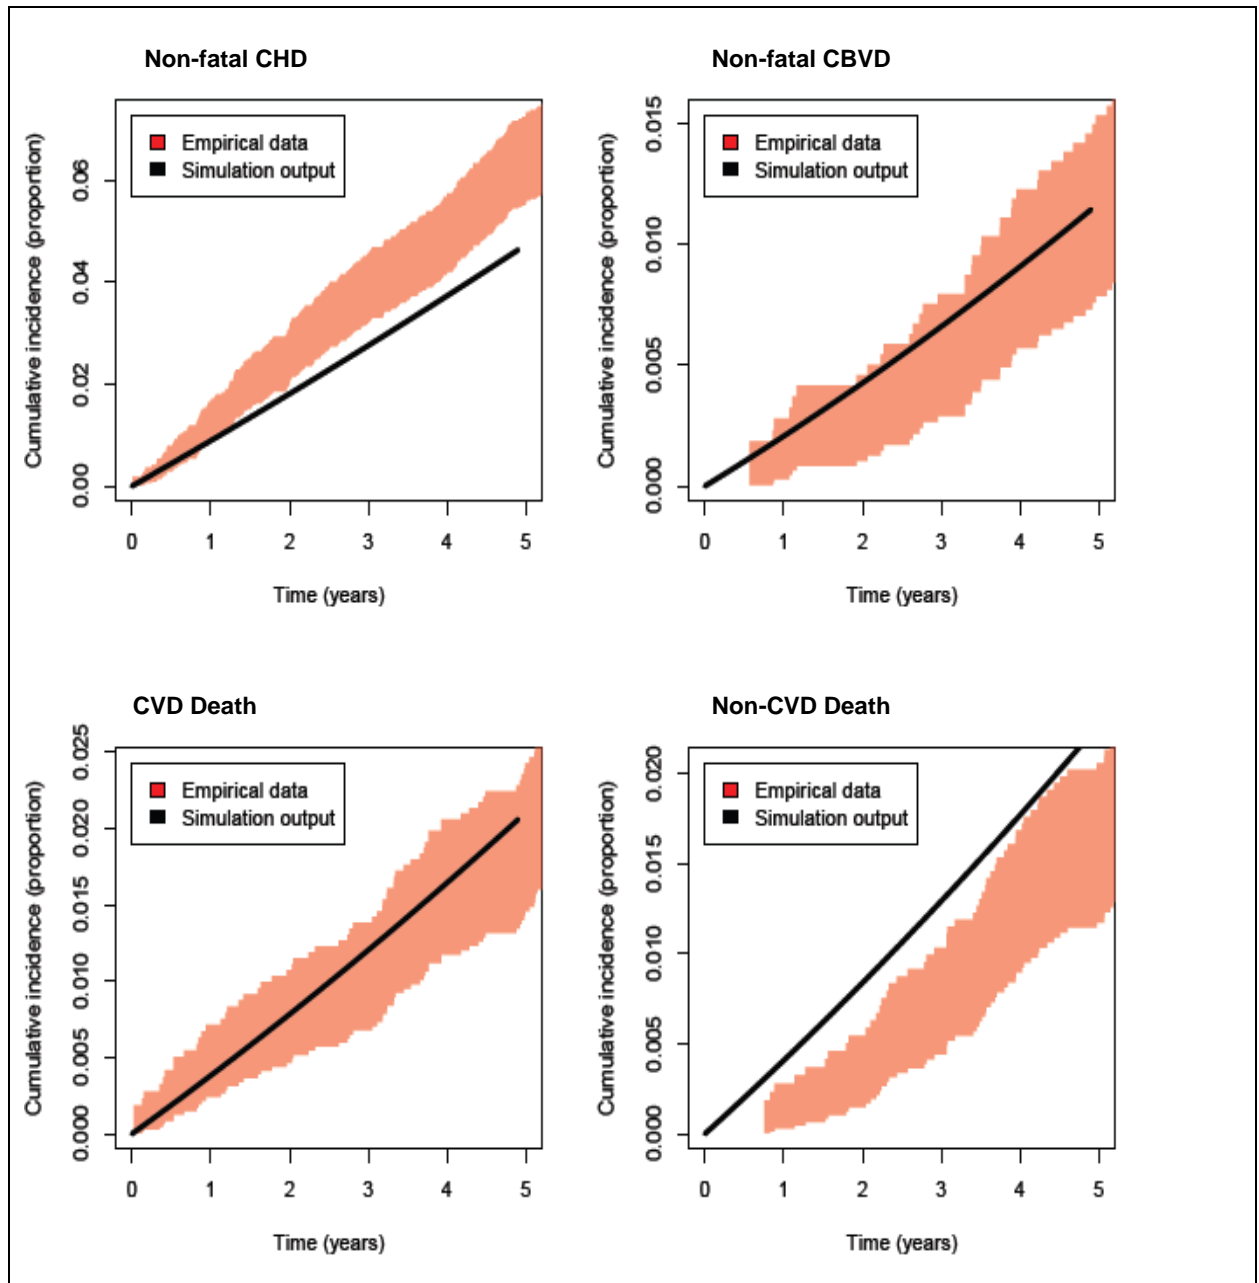 Non-fatal CHD
Cumulative incidence (proportion)
0.06
0.04
0.02
0.00
Empirical data
Simulation output
0 1 2 3 4 5
Time (years)
Non-fatal CBVD
Cumulative incidence (proportion)
0.015
0.010
0.005
0.000
Empirical data
Simulation output
0 1 2 3 4 5
Time (years)
CVD Death
Cumulative incidence (proportion)
0.025
0.020
0.015
0.010
0.005
0.000
Empirical data
Simulation output
0 1 2 3 4 5
Time (years)
Non-CVD Death
Cumulative incidence (proportion)
0.020
0.015
0.010
0.005
0.000
Empirical data
Simulation output
0 1 2 3 4 5
Time (years)